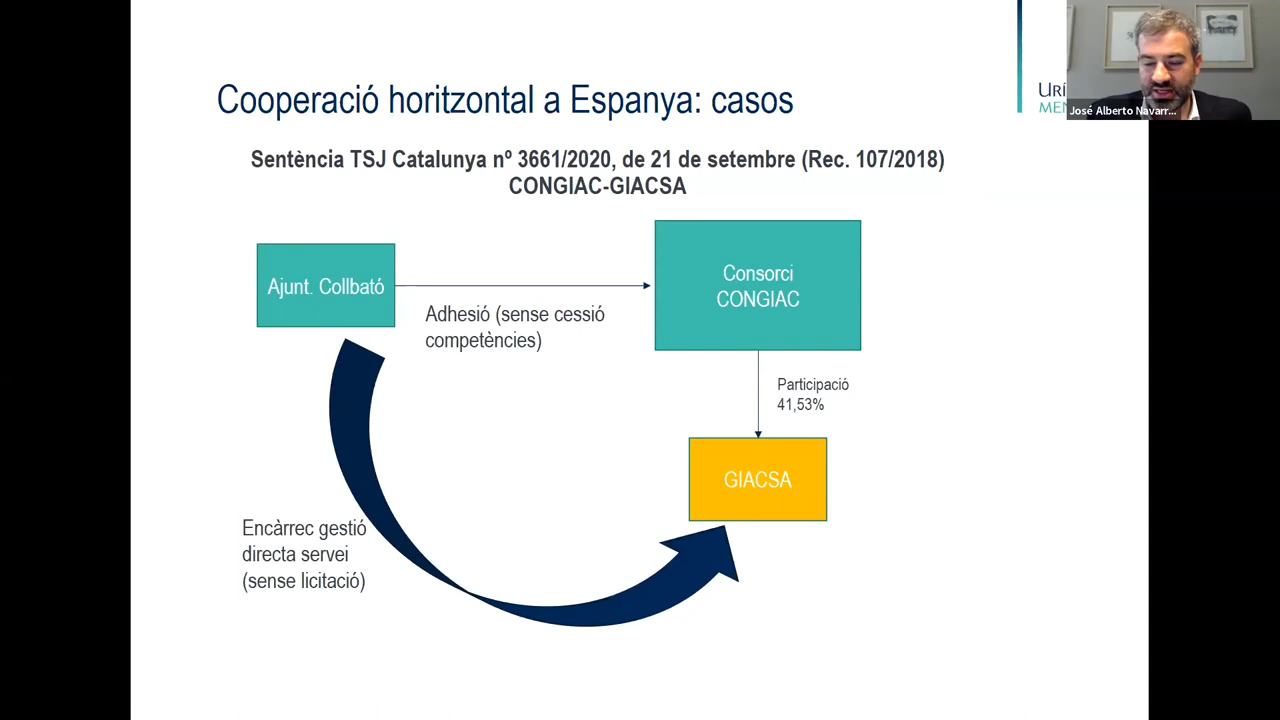 Cooperació horitzontal a Espanya: casos
URÍ
MEN
José Alberto Navarr...
Sentència TSJ Catalunya nº 3661/2020, de 21 de setembre (Rec. 107/2018)
CONGIAC-GIACSA
Ajunt. Collbató
Consorci
CONGIAC
Adhesió (sense cessió
competències)
Participació
41,53%
GIACSA
Encàrrec gestió
directa servei
(sense licitació)